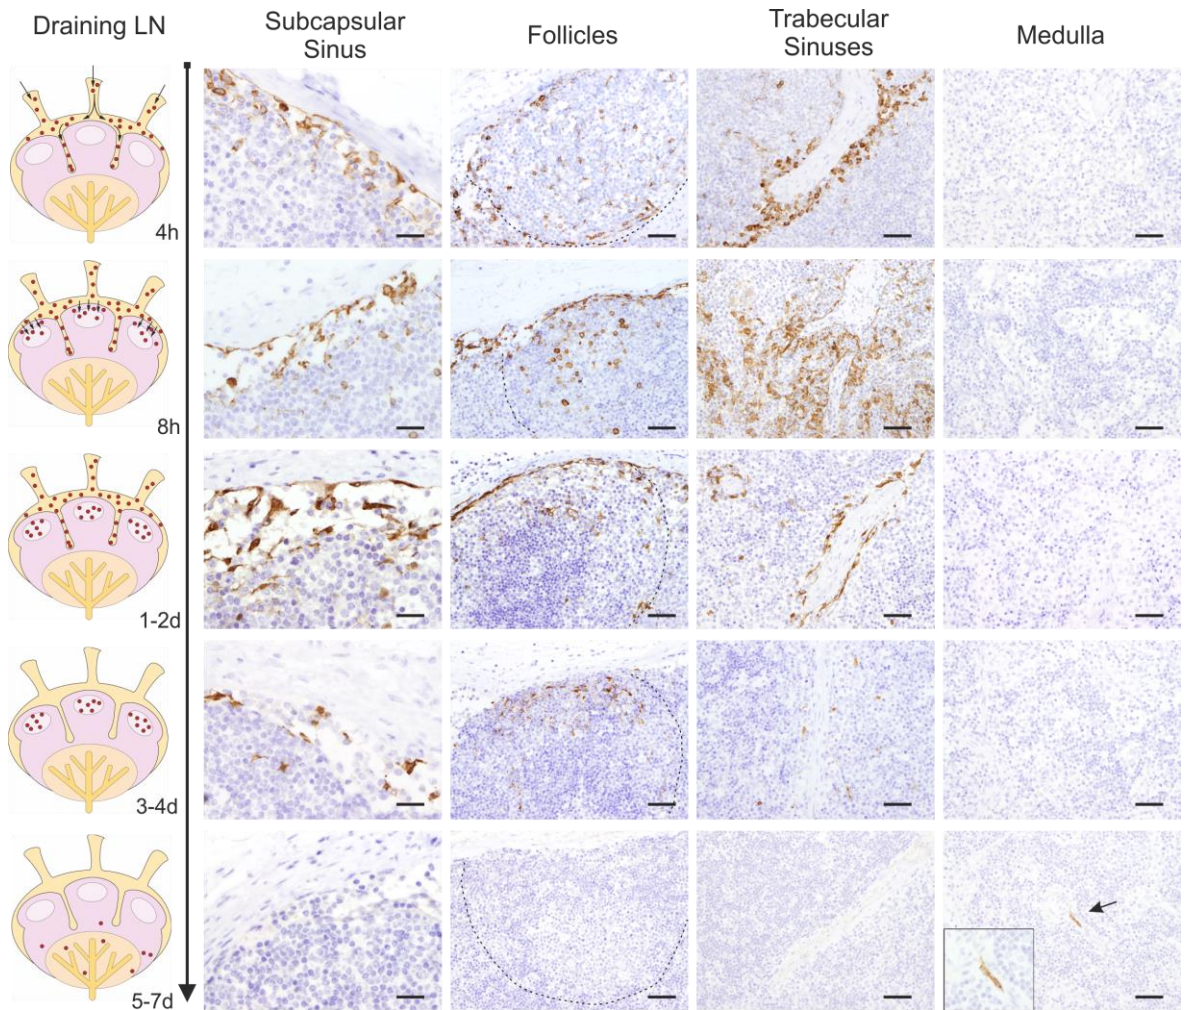 Draining LN
Subcapsular
Sinus
Follicles
Trabecular
Sinuses
Medulla
4h
8h
1-2d
3-4d
5-7d